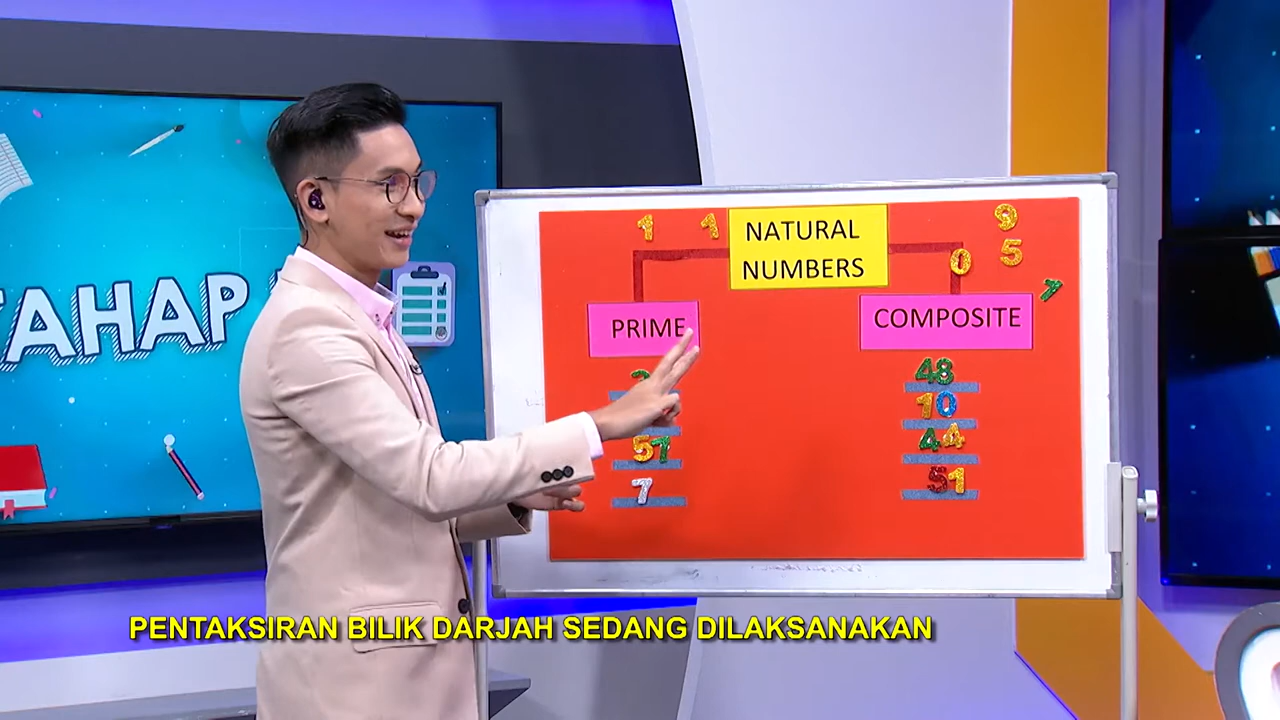 TAHAP
1 1
NATURAL
NUMBERS
9
5
0
7
PRIME
COMPOSITE
48
10
44
57
51
7
PENTAKSIRAN BILIK DARJAH SEDANG DILAKSANAKAN